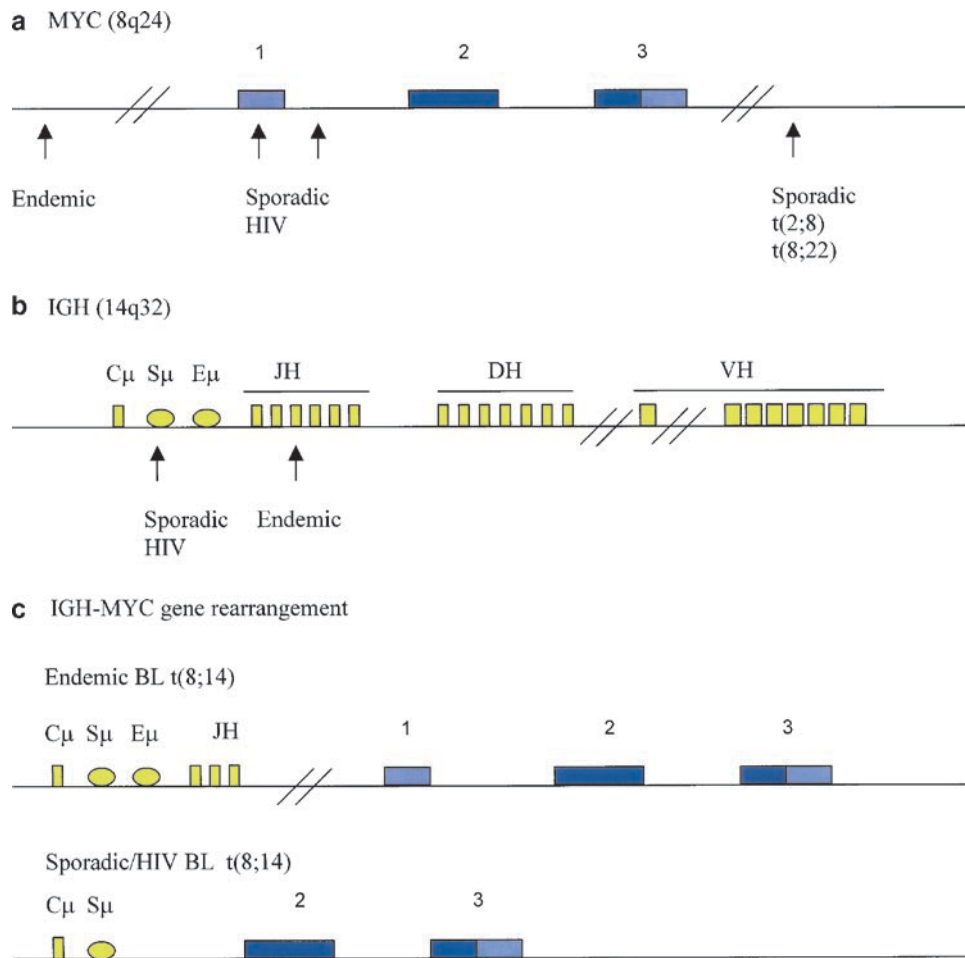 a MYC (8q24)
1 2 3
Endemic
Sporadic
HIV
Sporadic
t(2;8)
t(8;22)
b IGH (14q32)
Cμ Sμ Eμ JH DH VH
Sporadic
HIV
Endemic
c IGH-MYC gene rearrangement
Endemic BL t(8;14)
Cμ Sμ Eμ JH 1 2 3
Sporadic/HIV BL t(8;14)
Cμ Sμ 2 3